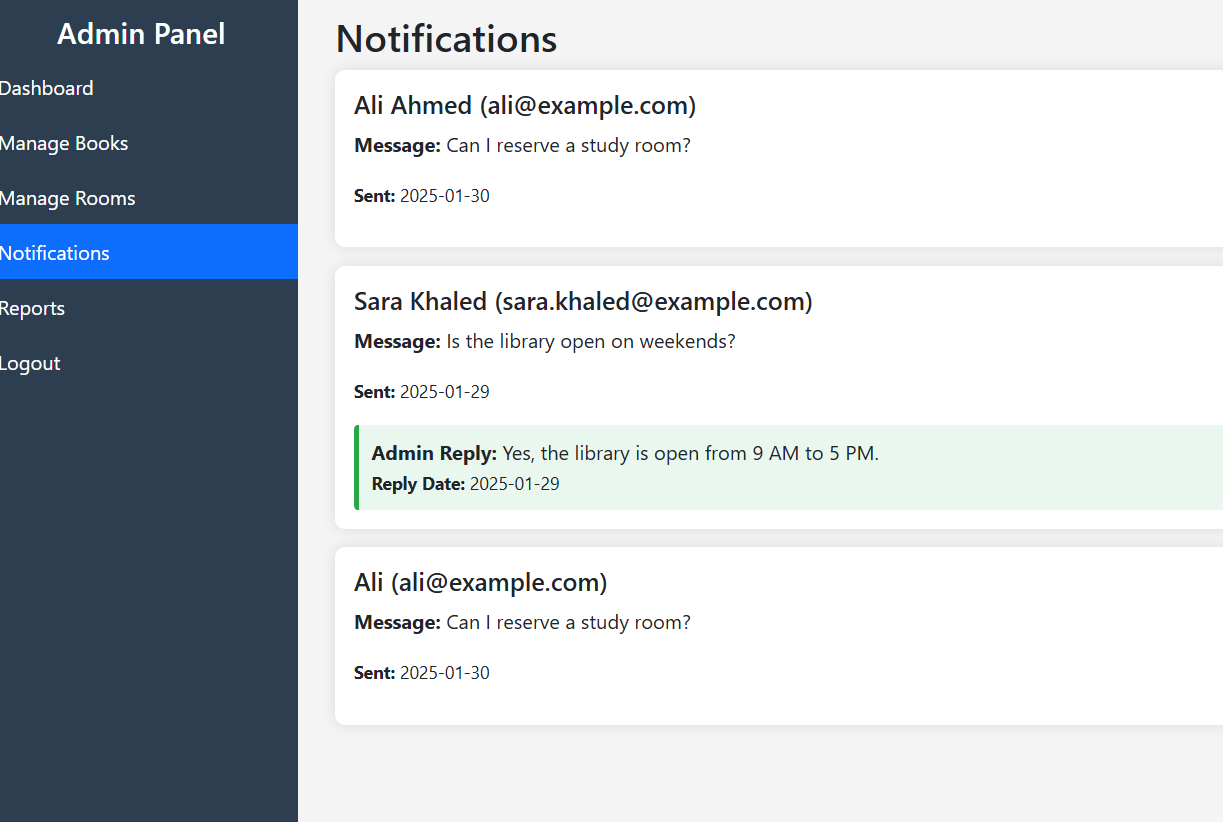 Admin Panel
Dashboard
Manage Books
Manage Rooms
Notifications
Reports
Logout
Notifications
Ali Ahmed (ali@example.com)
Message: Can I reserve a study room?
Sent: 2025-01-30
Sara Khaled (sara.khaled@example.com)
Message: Is the library open on weekends?
Sent: 2025-01-29
Admin Reply: Yes, the library is open from 9 AM to 5 PM.
Reply Date: 2025-01-29
Ali (ali@example.com)
Message: Can I reserve a study room?
Sent: 2025-01-30